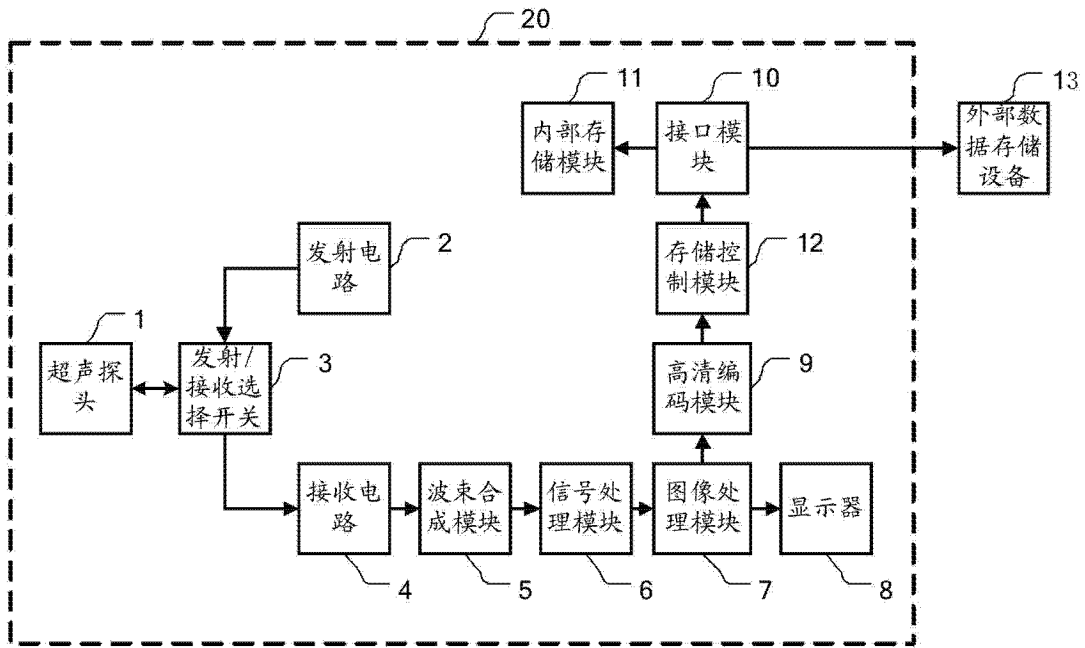 20
11
10
13
内部存
储模块
接口模
块
外部数
据存储
设备
2
发射电
路
12
存储控
制模块
1
超声探
头
3
发射/
接收选
择开关
9
高清编
码模块
接收电
路
波束合
成模块
信号处
理模块
图像处
理模块
显示器
4
5
6
7
8